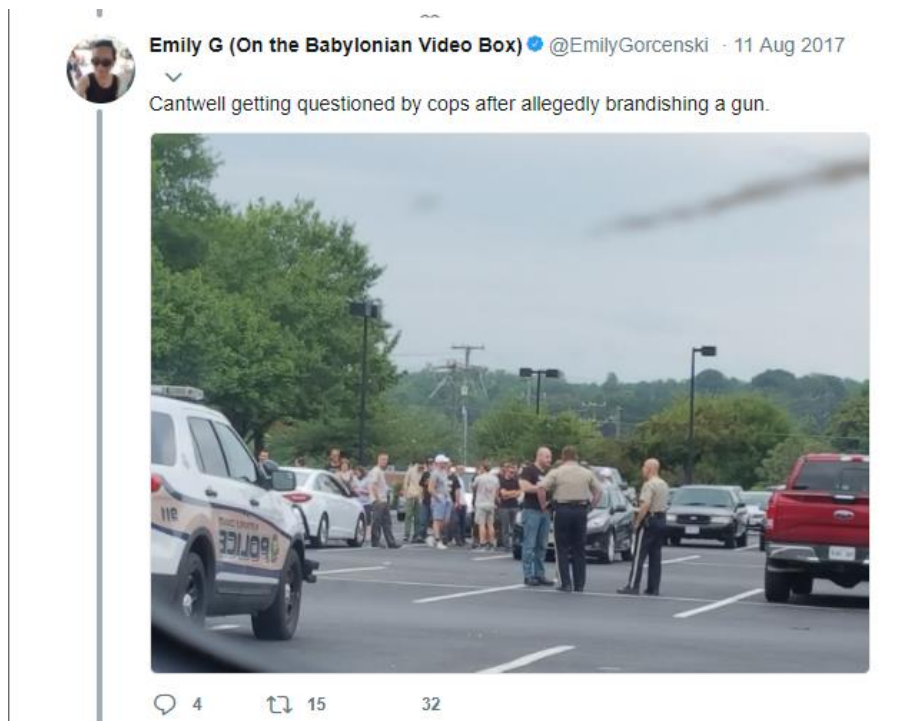 Emily G (On the Babylonian Video Box) @EmilyGorcenski · 11 Aug 2017
Cantwell getting questioned by cops after allegedly brandishing a gun.
POLICE
4 15 32